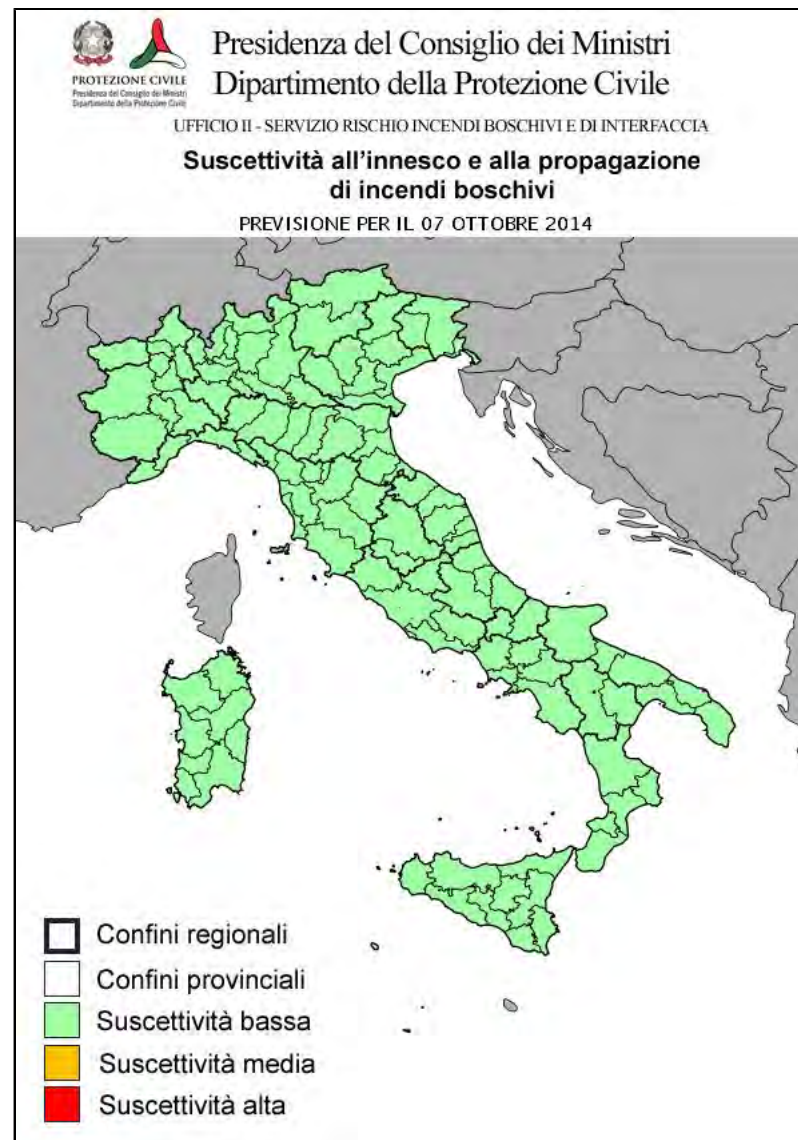 Presidenza del Consiglio dei Ministri
Dipartimento della Protezione Civile
PROTEZIONE CIVILE
Presidenza del Consiglio dei Ministri
Dipartimento della Protezione Civile
UFFICIO II - SERVIZIO RISCHIO INCENDI BOSCHIVI E DI INTERFACCIA
Suscettività all'innesco e alla propagazione
di incendi boschivi
PREVISIONE PER IL 07 OTTOBRE 2014
Confini regionali
Confini provinciali
Suscettività bassa
Suscettività media
Suscettività alta